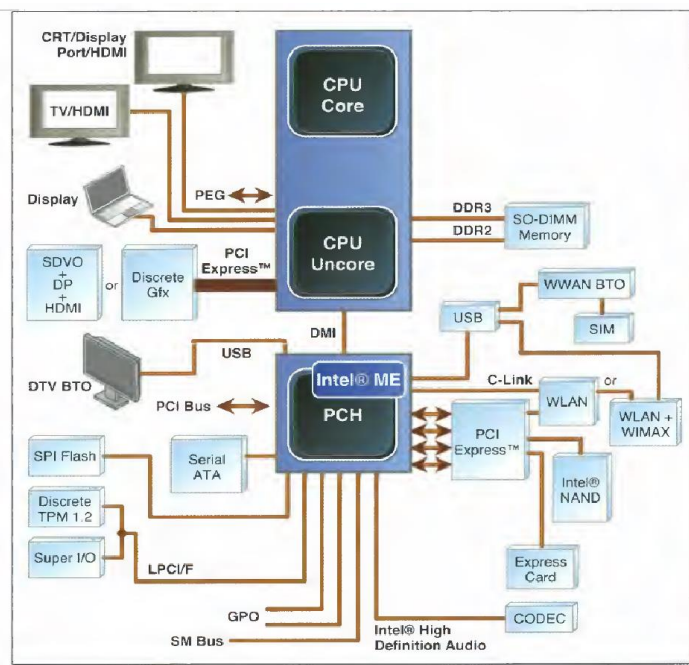 CRT/Display
Port/HDMI
TV/HDMI
CPU
Core
PEG
Display
CPU
Uncore
DDR3
DDR2
SO-DIMM
Memory
SDVO
+
DP
+
HDMI
or
Discrete
Gfx
PCI
Express™
DMI
USB
WWAN BTO
SIM
DTV BTO
USB
Intel® ME
PCH
PCI Bus
C-Link
WLAN
or
WLAN +
WIMAX
PCI
Express™
SPI Flash
Serial
ATA
Intel®
NAND
Discrete
TPM 1.2
Super I/O
LPCI/F
Express
Card
GPO
SM Bus
Intel® High
Definition Audio
CODEC